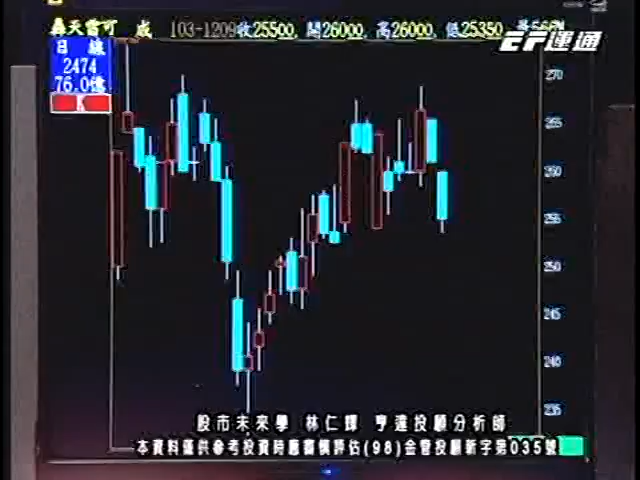 103-1209收25500, 開26000, 高26000, 低25350
EF運通
日 線
2474
76.0億
270
265
260
255
250
245
240
235
股市未來學 林仁輝 亨達投顧分析師
本資料僅供參考投資時應審慎評估(98)金管投顧新字第035號